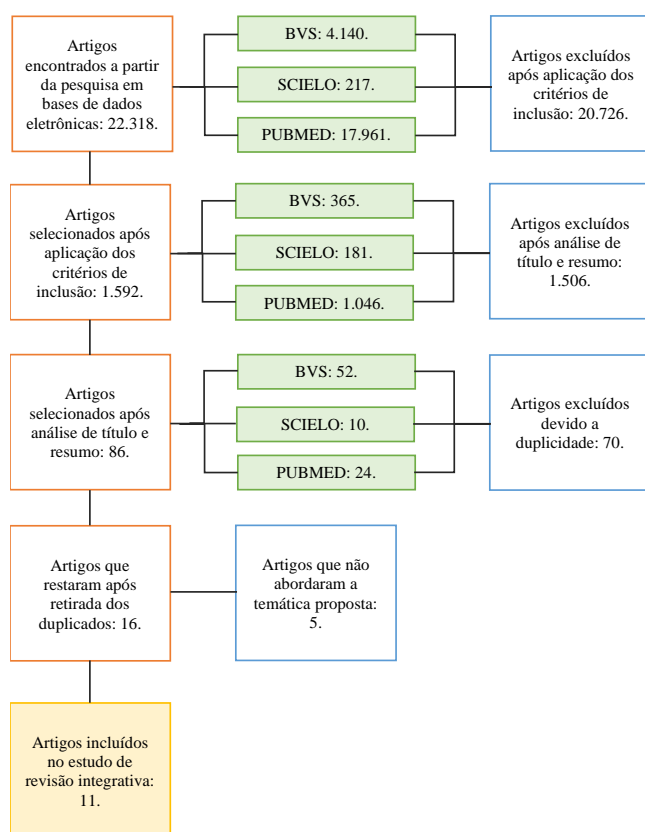 Artigos
encontrados a partir
da pesquisa em
bases de dados
eletrônicas: 22.318.
BVS: 4.140.
SCIELO: 217.
PUBMED: 17.961.
Artigos excluídos
após aplicação dos
critérios de
inclusão: 20.726.
Artigos
selecionados após
aplicação dos
critérios de
inclusão: 1.592.
BVS: 365.
SCIELO: 181.
PUBMED: 1.046.
Artigos excluídos
após análise de
título e resumo:
1.506.
Artigos
selecionados após
análise de título e
resumo: 86.
BVS: 52.
SCIELO: 10.
PUBMED: 24.
Artigos excluídos
devido a
duplicidade: 70.
Artigos que
restaram após
retirada dos
duplicados: 16.
Artigos que não
abordaram a
temática proposta:
5.
Artigos incluídos
no estudo de
revisão integrativa:
11.